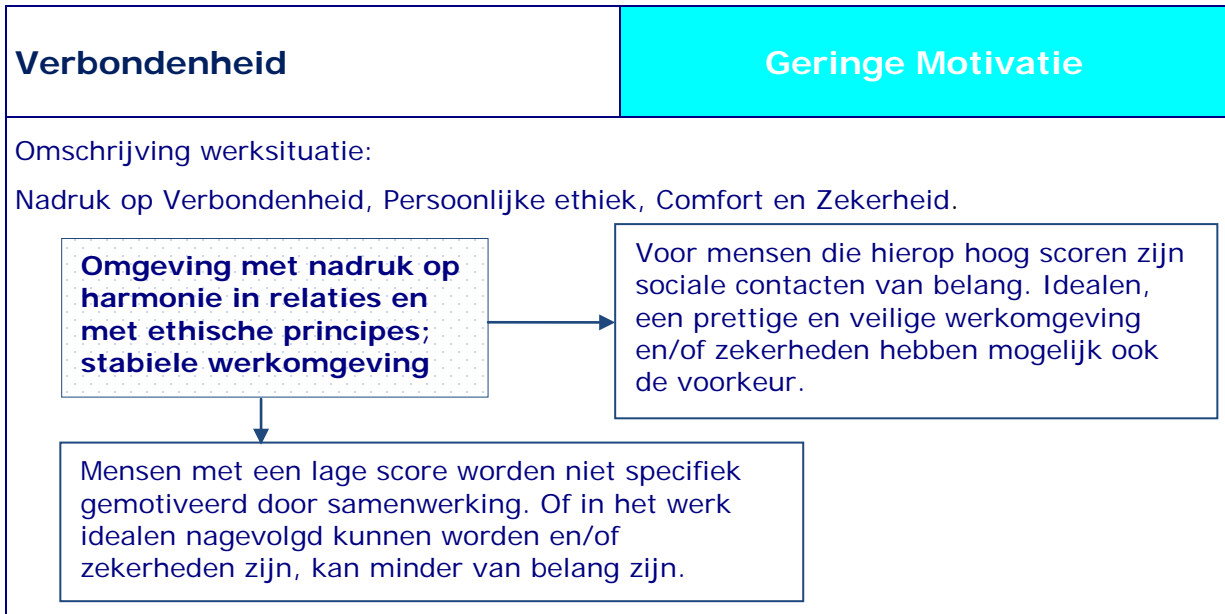 Verbondenheid
Geringe Motivatie
Omschrijving werksituatie:
Nadruk op Verbondenheid, Persoonlijke ethiek, Comfort en Zekerheid.
Omgeving met nadruk op
harmonie in relaties en
met ethische principes;
stabiele werkomgeving
Voor mensen die hierop hoog scoren zijn
sociale contacten van belang. Idealen,
een prettige en veilige werkomgeving
en/of zekerheden hebben mogelijk ook
de voorkeur.
Mensen met een lage score worden niet specifiek
gemotiveerd door samenwerking. Of in het werk
idealen nagevolgd kunnen worden en/of
zekerheden zijn, kan minder van belang zijn.